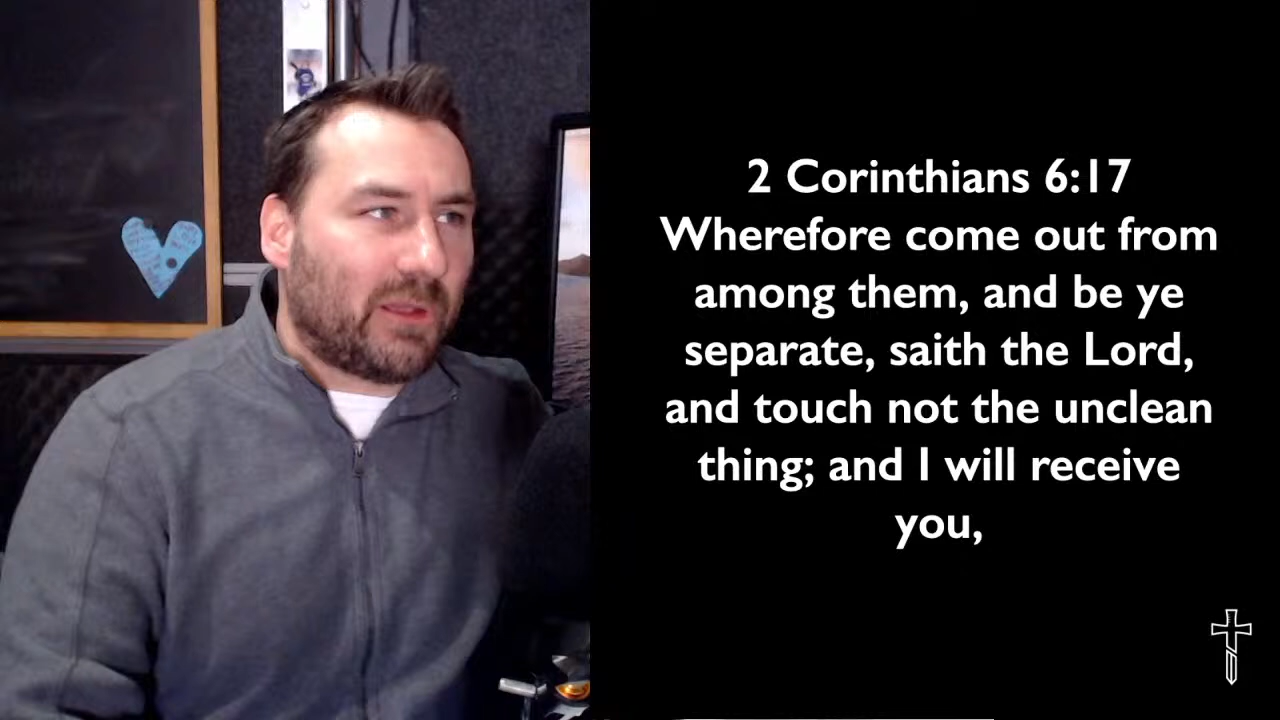 2 Corinthians 6:17
Wherefore come out from
among them, and be ye
separate, saith the Lord,
and touch not the unclean
thing; and I will receive
you,